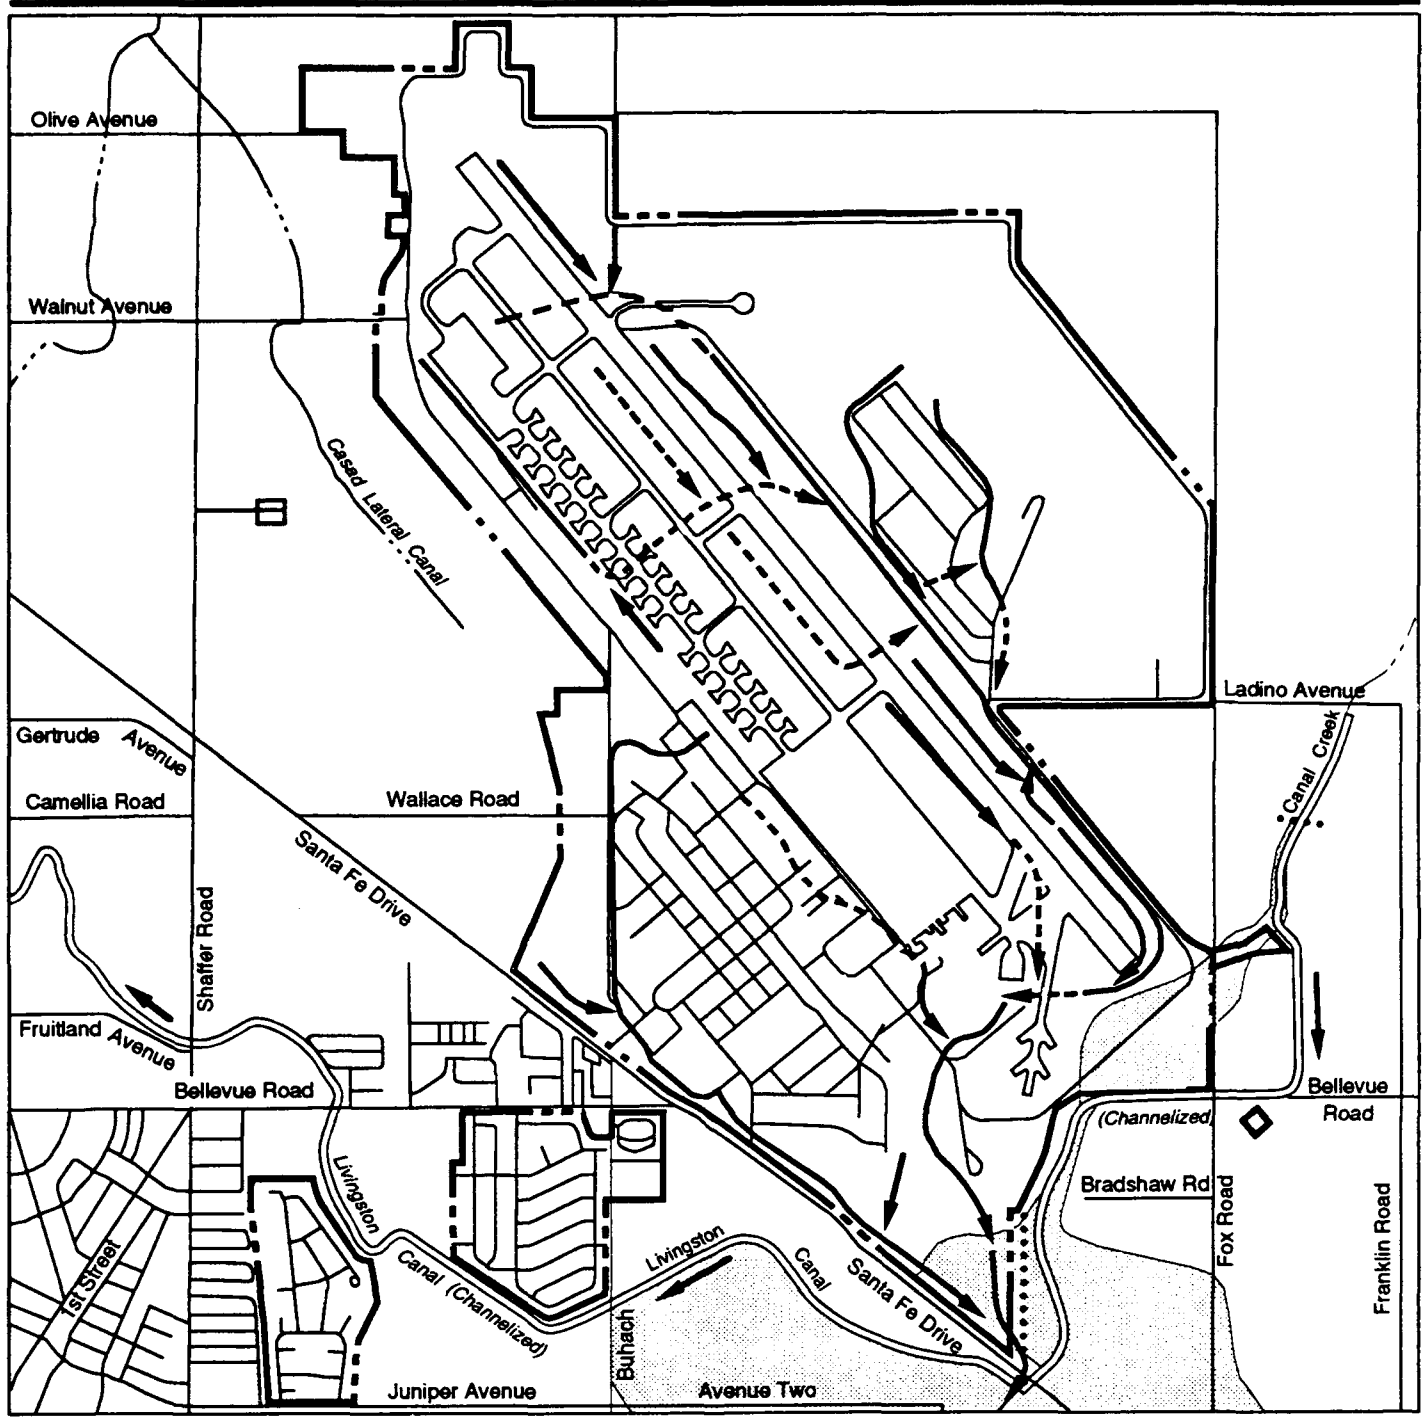 Olive Avenue
Walnut Avenue
Casad Lateral Canal
Ladino Avenue
Gertrude Avenue
Canal Creek
Camellia Road
Wallace Road
Santa Fe Drive
Shaffer Road
Fruitland Avenue
Bellevue Road
Bellevue
Road
(Channelized)
Bradshaw Rd
Livingston
Canal (Channelized)
Livingston
Canal
Santa Fe Drive
Fox Road
Franklin Road
1st Street
Buhach
Juniper Avenue
Avenue Two